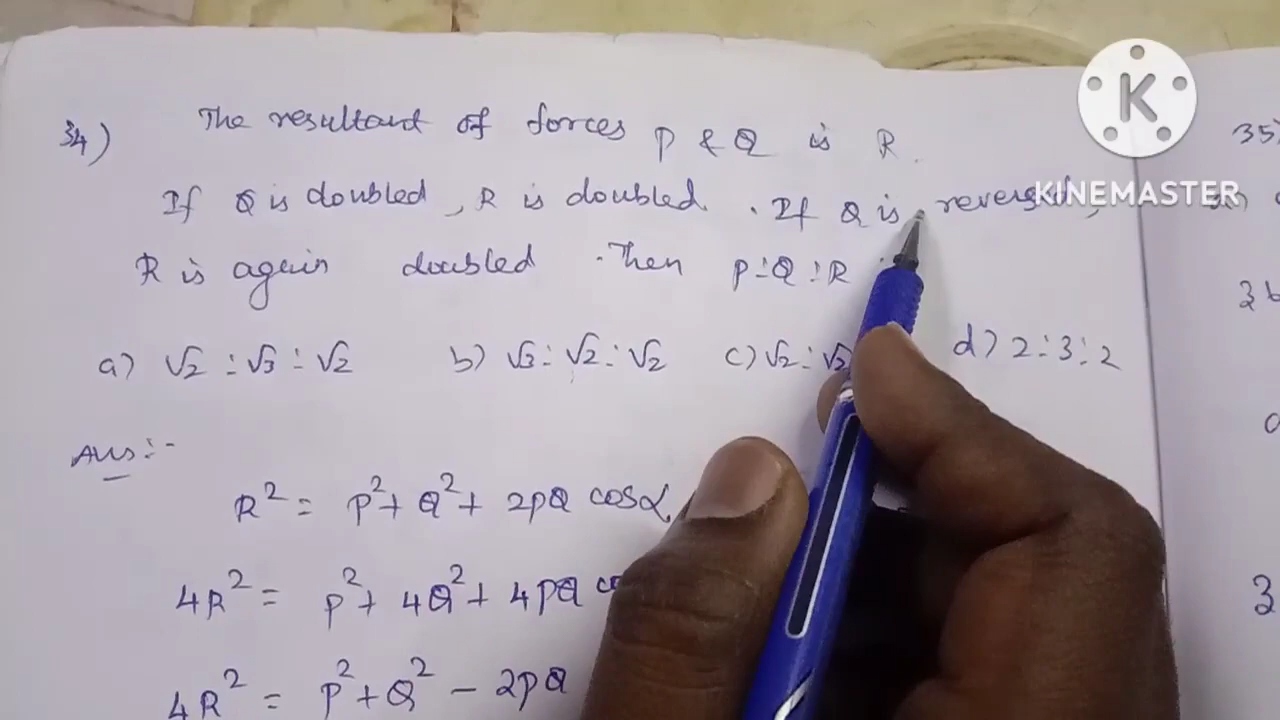 34) The resultant of forces P & Q is R.
If Q is doubled, R is doubled. If Q is reversed,
R is again doubled. Then P:Q:R :
a) √2 : √3 : √2 b) √3 : √2 : √2 c) √2 : √2 d) 2:3:2
Ans:-
R² = P² + Q² + 2PQ cosα
4R² = P² + 4Q² + 4PQ
4R² = P² + Q² - 2PQ
K
KINEMASTER
35)
3